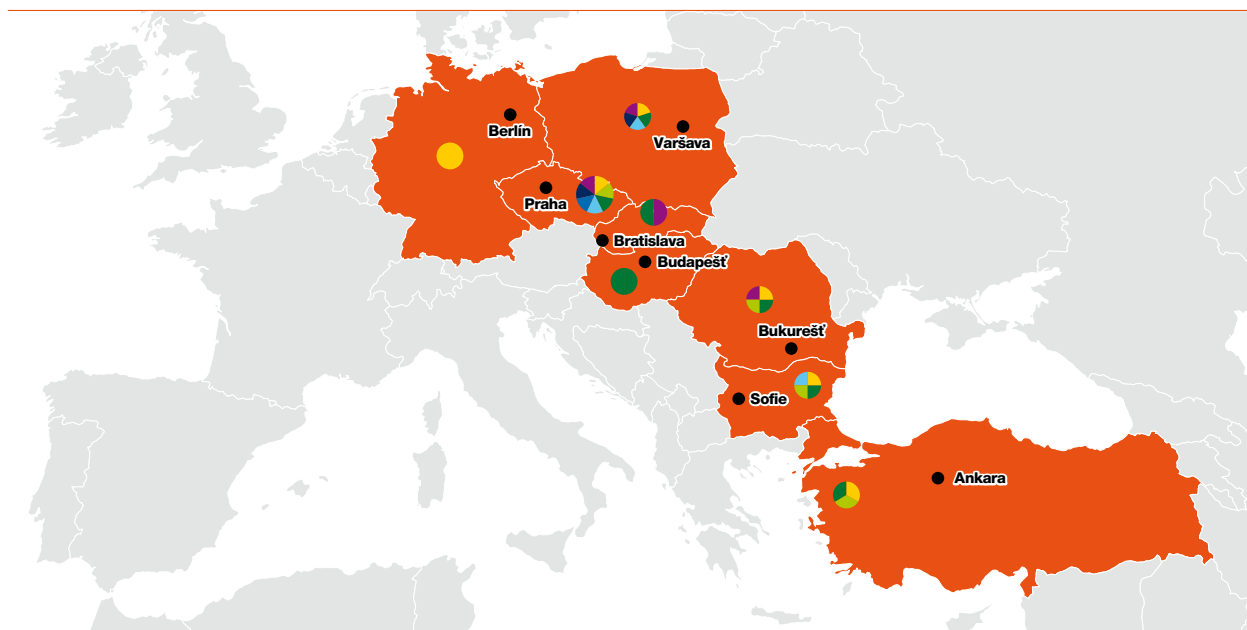 Berlín
Varšava
Praha
Bratislava
Budapešť
Bukurešť
Sofie
Ankara